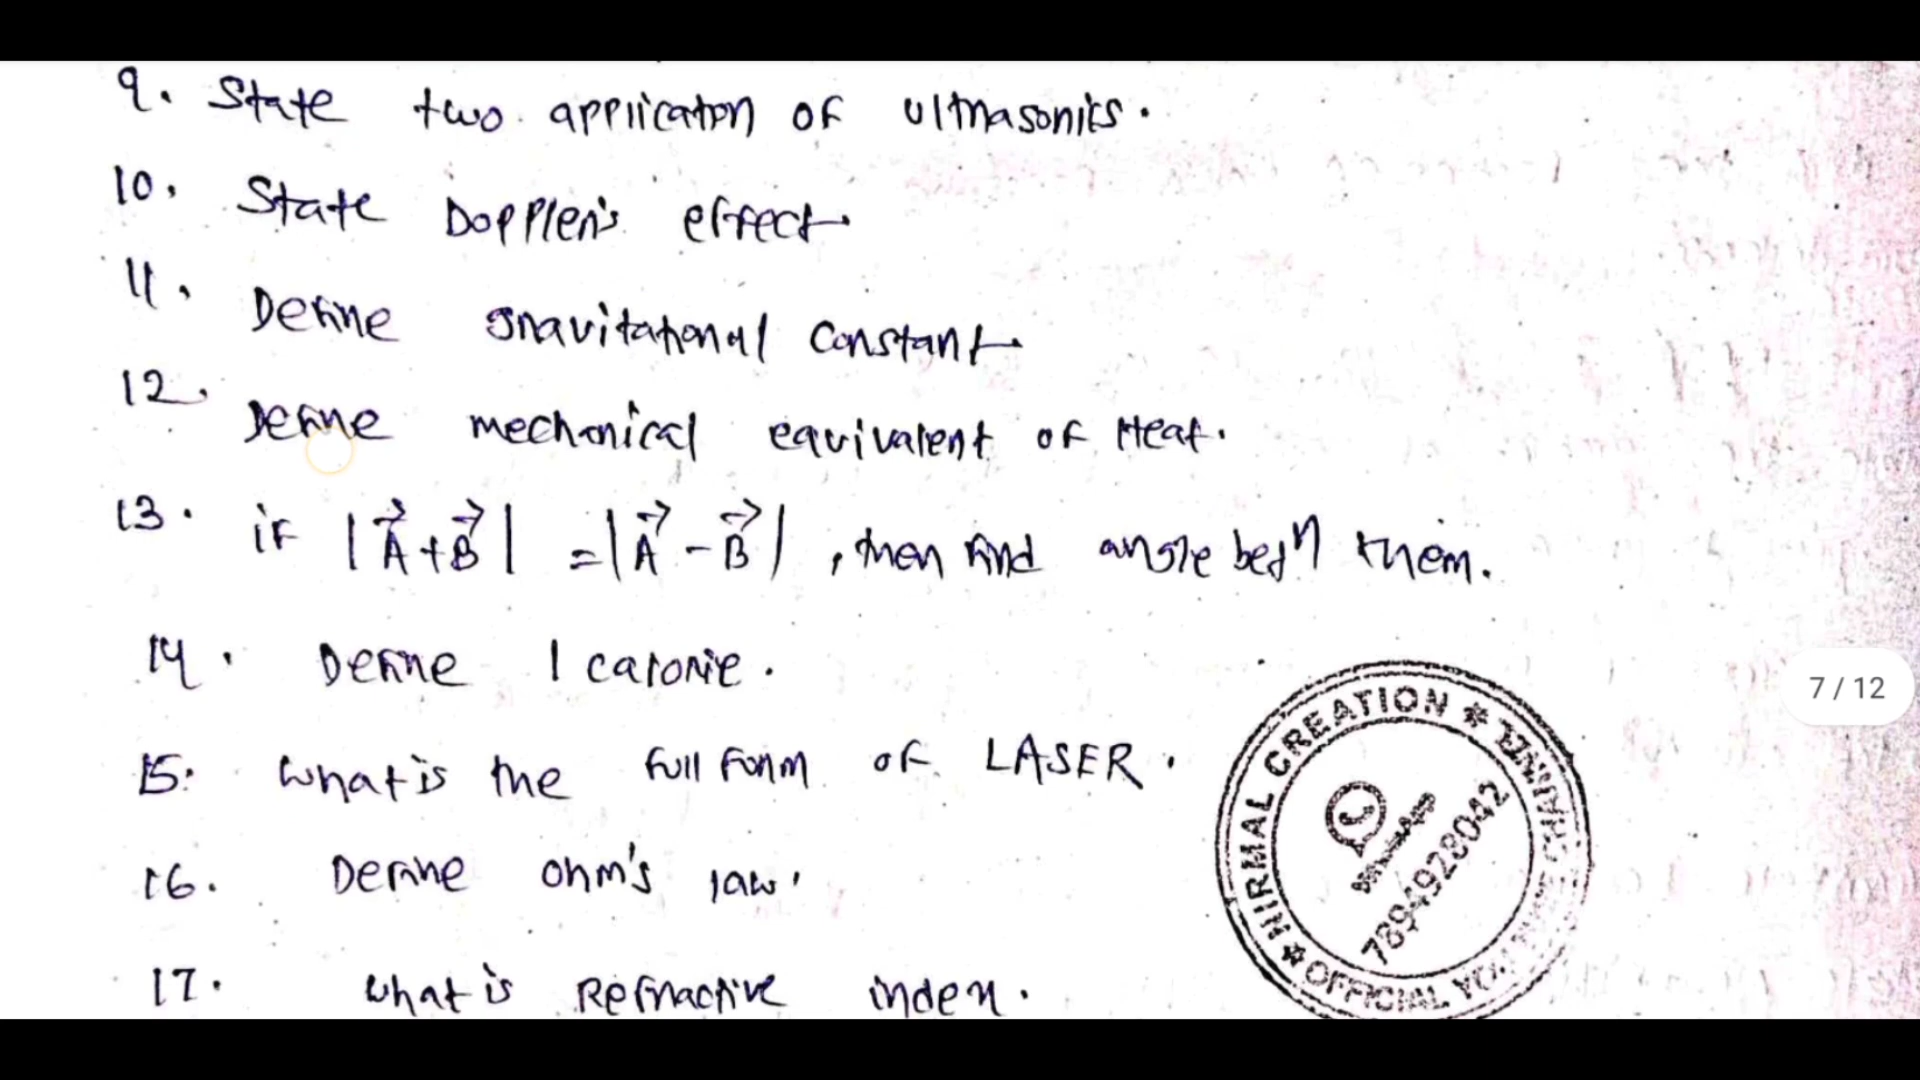 9. State two application of ultrasonics.
10. State Doppler's effect
11. Define gravitational constant
12. Define mechanical equivalent of Heat.
13. if |A⃗+B⃗| = |A⃗-B⃗|, then find angle betn them.
14. Define 1 calorie.
15. What is the full form of LASER.
16. Define ohm's law.
17. What is Refractive index.
7 / 12
* NIRMAL CREATION *
OFFICIAL
WhatsApp
7894928042